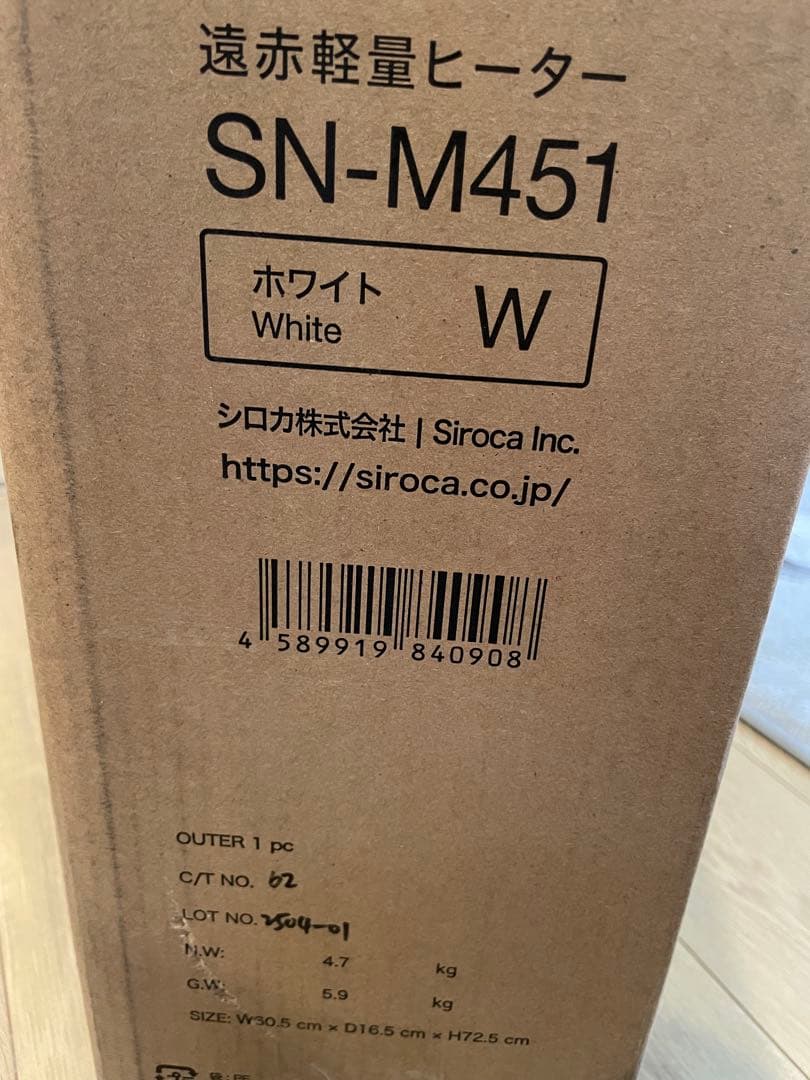 遠赤軽量ヒーター
SN-M451
ホワイト
White
W
シロカ株式会社 | Siroca Inc.
https://siroca.co.jp/
4 589919 840908
OUTER 1 pc
C/T NO. 62
LOT NO. 2504-01
N.W: 4.7 kg
G.W: 5.9 kg
SIZE: W30.5 cm × D16.5 cm × H72.5 cm